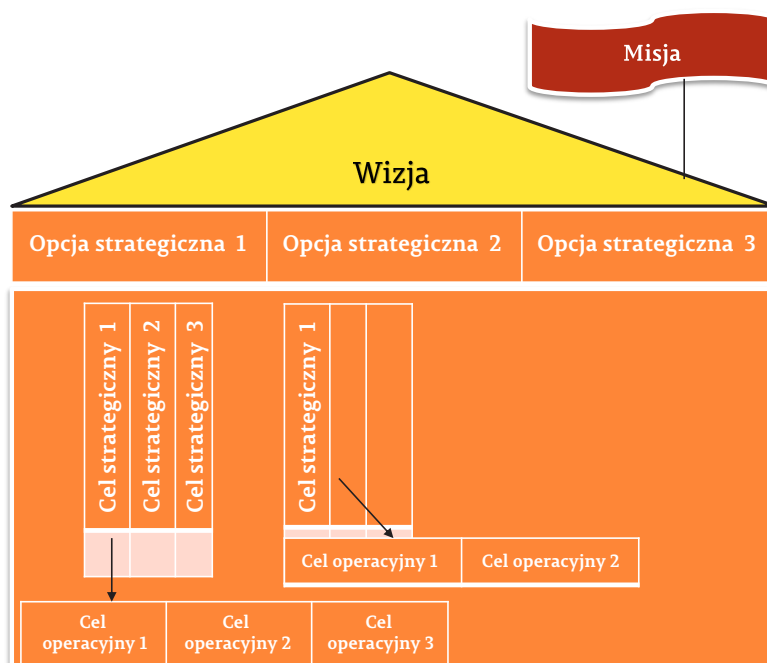 Misja
Wizja
Opcja strategiczna 1
Opcja strategiczna 2
Opcja strategiczna 3
Cel strategiczny 1
Cel strategiczny 2
Cel strategiczny 3
Cel strategiczny 1
Cel operacyjny 1
Cel operacyjny 2
Cel
operacyjny 1
Cel
operacyjny 2
Cel
operacyjny 3